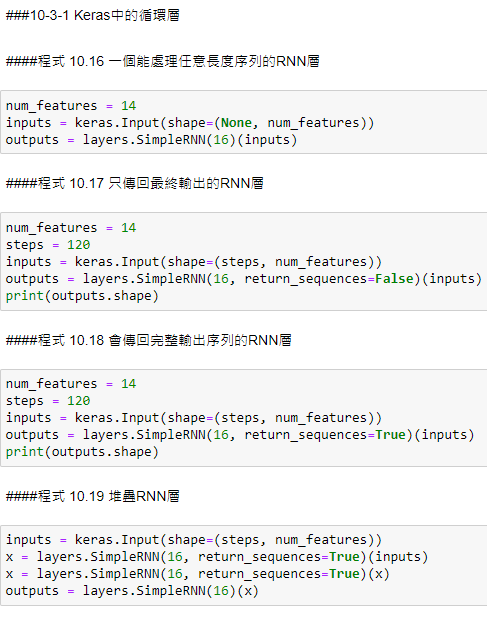 ###10-3-1 Keras中的循環層
####程式 10.16 一個能處理任意長度序列的RNN層
num_features = 14
inputs = keras.Input(shape=(None, num_features))
outputs = layers.SimpleRNN(16)(inputs)
####程式 10.17 只傳回最終輸出的RNN層
num_features = 14
steps = 120
inputs = keras.Input(shape=(steps, num_features))
outputs = layers.SimpleRNN(16, return_sequences=False)(inputs)
print(outputs.shape)
####程式 10.18 會傳回完整輸出序列的RNN層
num_features = 14
steps = 120
inputs = keras.Input(shape=(steps, num_features))
outputs = layers.SimpleRNN(16, return_sequences=True)(inputs)
print(outputs.shape)
####程式 10.19 堆疊RNN層
inputs = keras.Input(shape=(steps, num_features))
x = layers.SimpleRNN(16, return_sequences=True)(inputs)
x = layers.SimpleRNN(16, return_sequences=True)(x)
outputs = layers.SimpleRNN(16)(x)